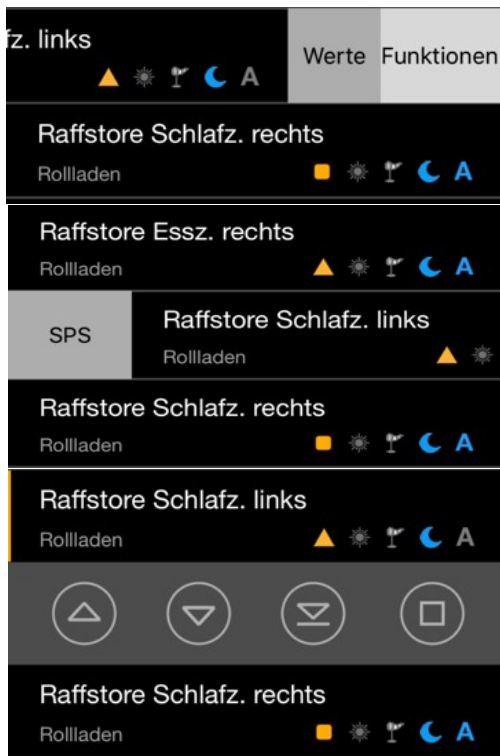 fz. links
Werte Funktionen
A
Raffstore Schlafz. rechts
Rollladen
A
Raffstore Essz. rechts
Rollladen
A
SPS
Raffstore Schlafz. links
Rollladen
Raffstore Schlafz. rechts
Rollladen
A
Raffstore Schlafz. links
Rollladen
A
Raffstore Schlafz. rechts
Rollladen
A